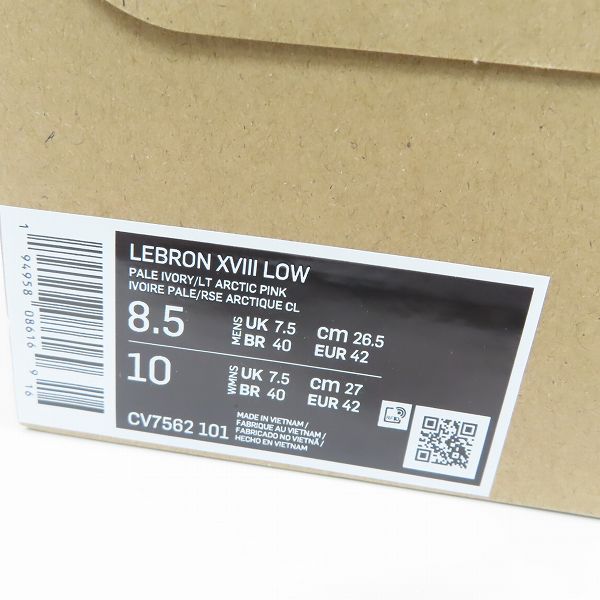 LEBRON XVIII LOW
PALE IVORY/LT ARCTIC PINK
IVOIRE PALE/RSE ARCTIQUE CL
8.5 MENS UK 7.5 cm 26.5
BR 40 EUR 42
10 WMNS UK 7.5 cm 27
BR 40 EUR 42
CV7562 101
MADE IN VIETNAM/
FABRIQUE AU VIETNAM/
FABRICADO NO VIETNÃ/
HECHO EN VIETNAM
1 94958 08616 9 16